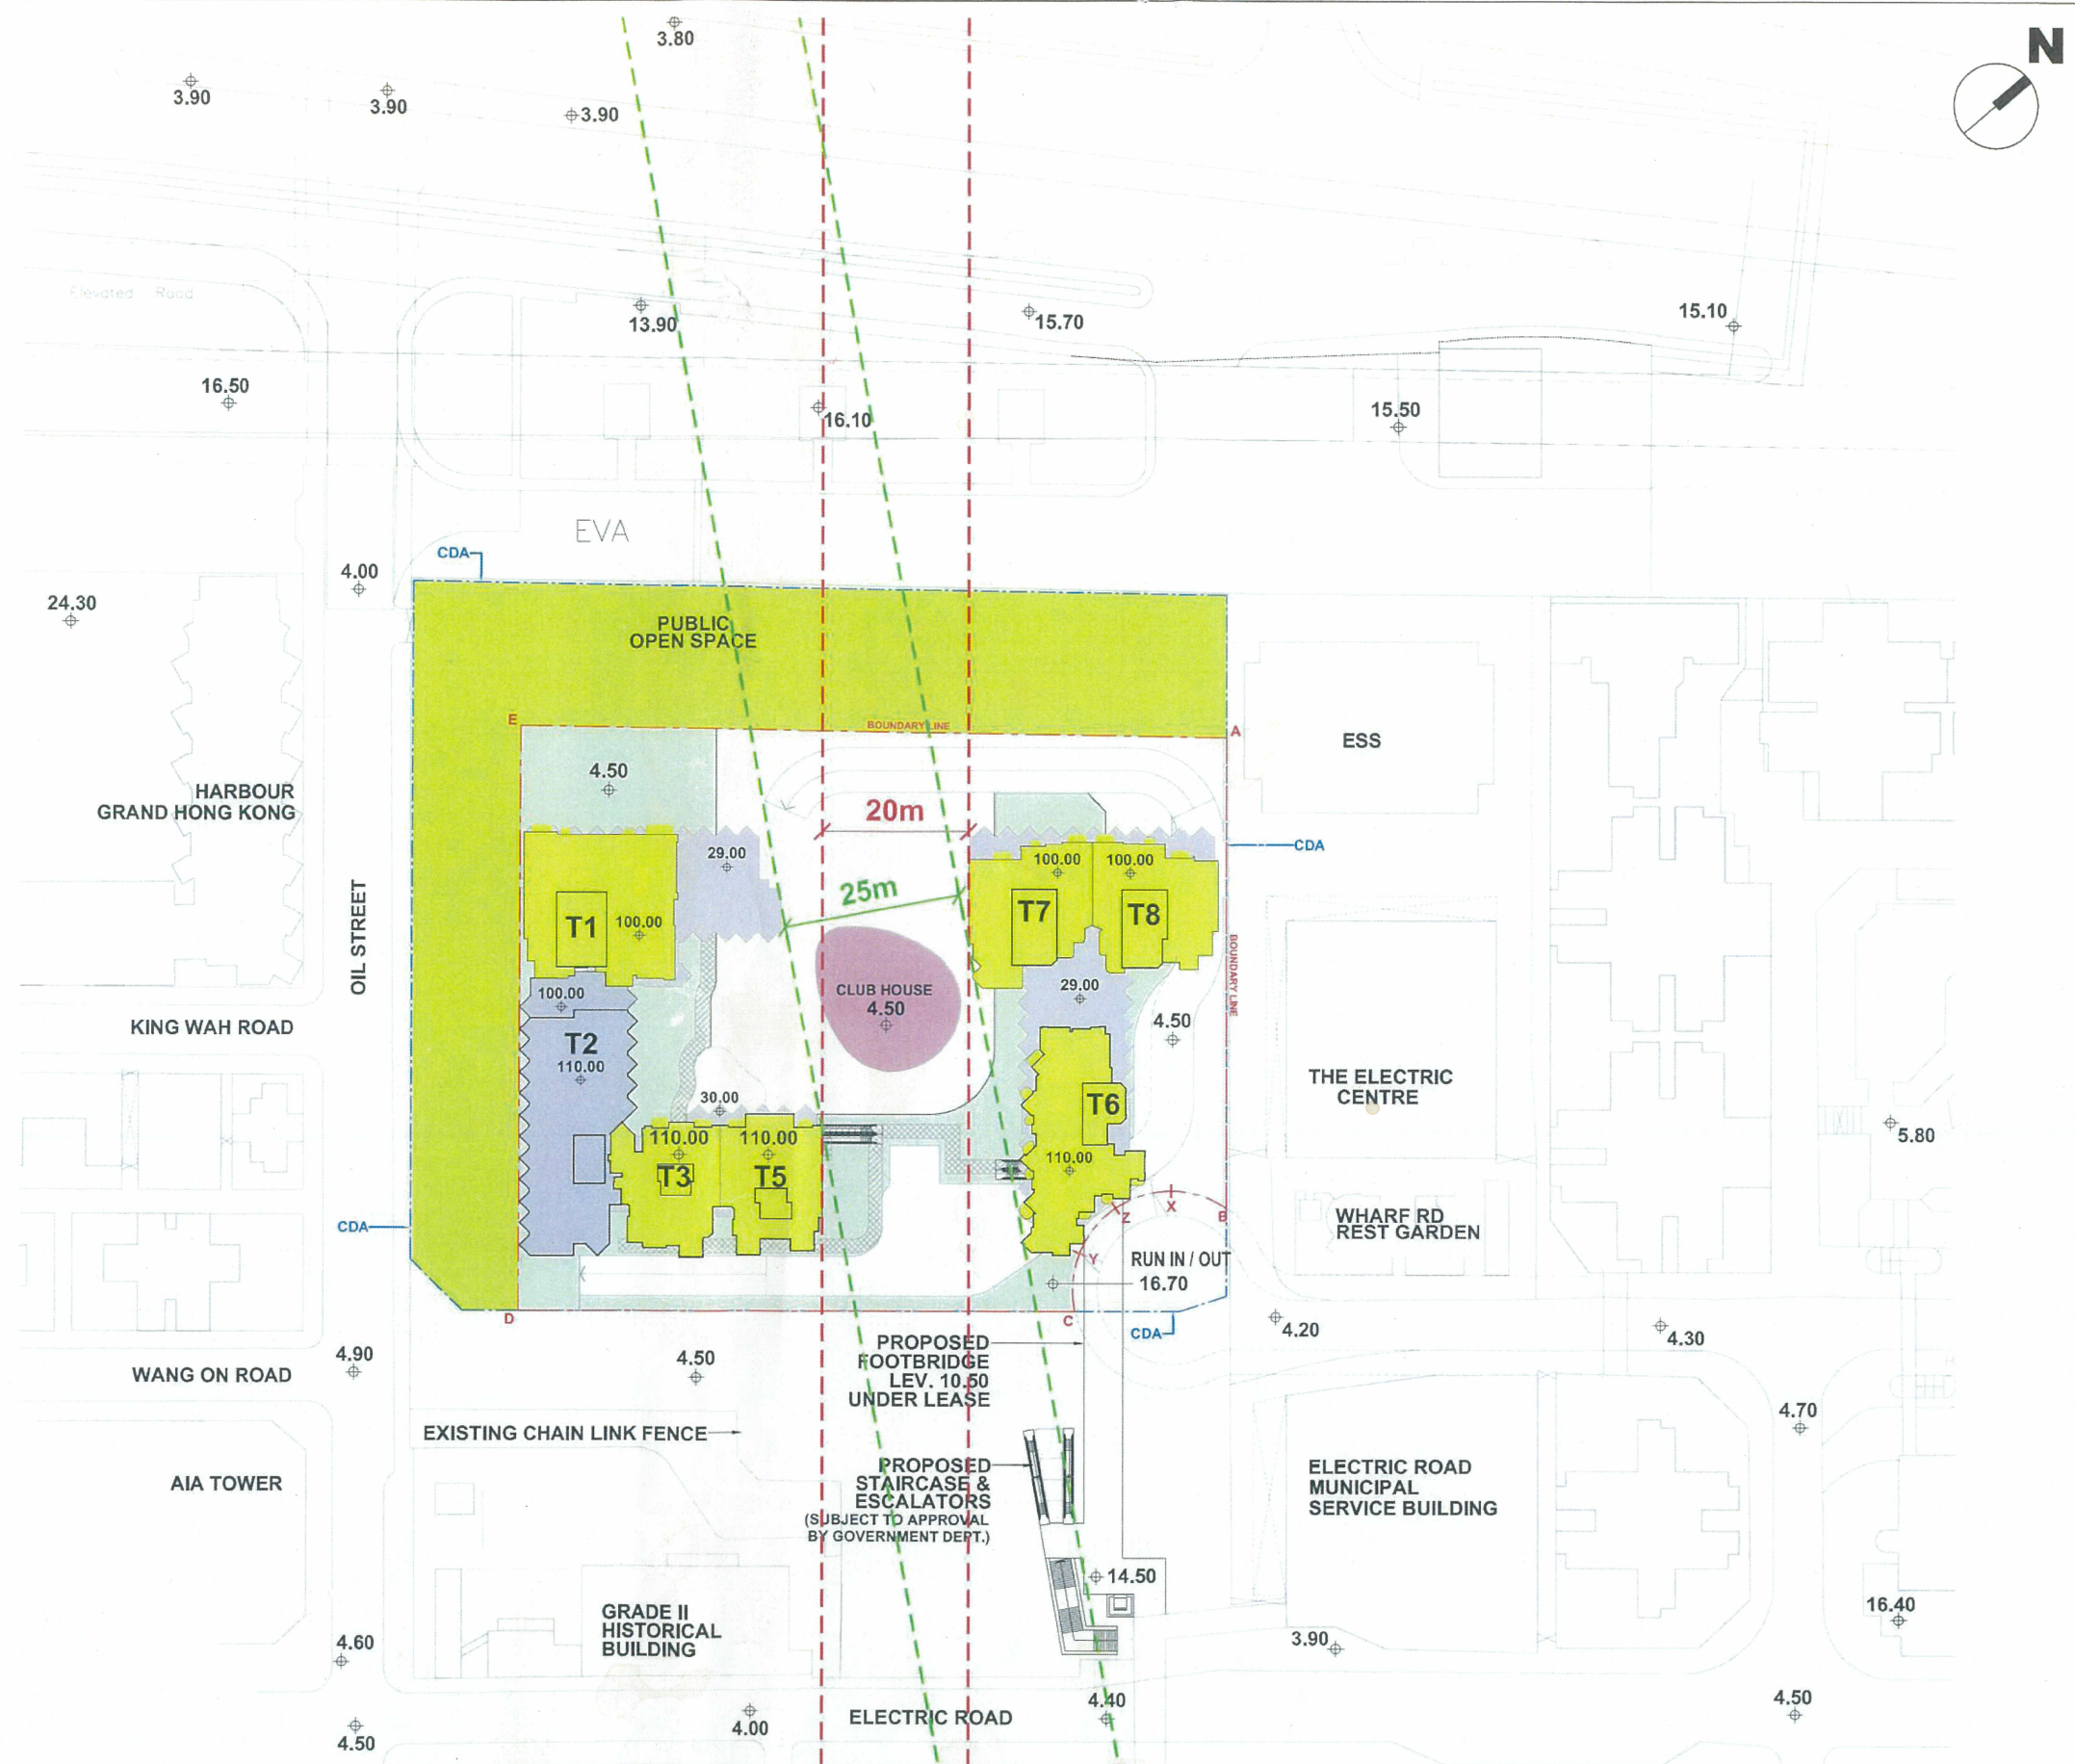 N
3.80
3.90
3.90
3.90
Elevated Road
13.90
15.70
15.10
16.50
16.10
15.50
EVA
CDA
4.00
24.30
PUBLIC
OPEN SPACE
E
BOUNDARY LINE
A
ESS
4.50
HARBOUR
GRAND HONG KONG
20m
CDA
29.00
100.00
100.00
25m
T1
100.00
T7
T8
OIL STREET
BOUNDARY LINE
100.00
CLUB HOUSE
4.50
29.00
4.50
KING WAH ROAD
T2
110.00
THE ELECTRIC
CENTRE
30.00
T6
5.80
110.00
110.00
T3
T5
110.00
CDA
X
Z
B
WHARF RD
REST GARDEN
Y
RUN IN / OUT
16.70
D
C
CDA
4.20
4.30
PROPOSED
FOOTBRIDGE
LEV. 10.50
UNDER LEASE
4.90
4.50
WANG ON ROAD
4.70
EXISTING CHAIN LINK FENCE
AIA TOWER
PROPOSED
STAIRCASE &
ESCALATORS
(SUBJECT TO APPROVAL
BY GOVERNMENT DEPT.)
ELECTRIC ROAD
MUNICIPAL
SERVICE BUILDING
14.50
GRADE II
HISTORICAL
BUILDING
16.40
4.60
3.90
4.40
4.50
4.00
ELECTRIC ROAD
4.50